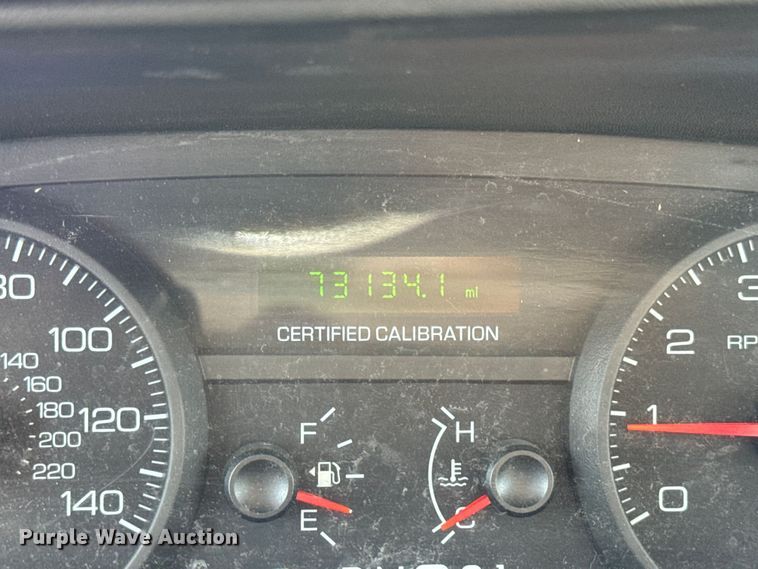 73134.1 mi
CERTIFIED CALIBRATION
80
100
120
140
140
160
180
200
220
F
E
H
C
3
2
1
0
RP
Purple Wave Auction